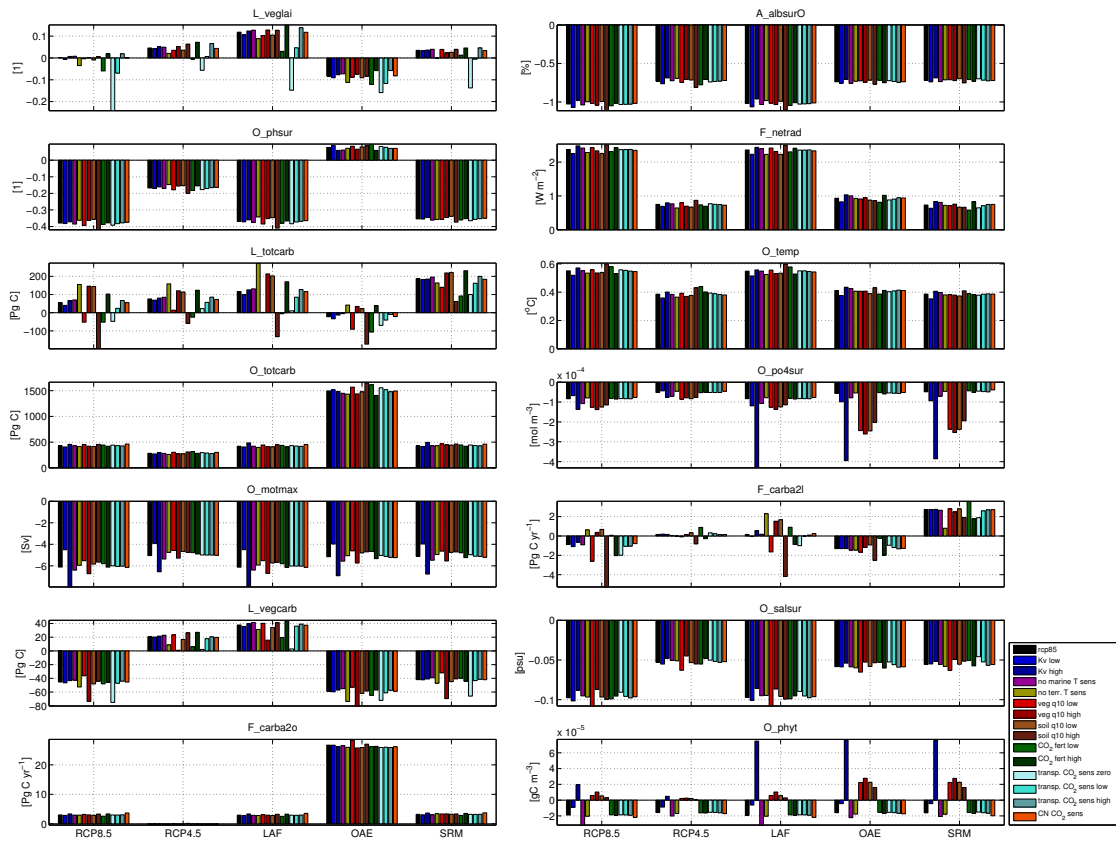 L_veglai
0.1
0
−0.1
−0.2
[1]
A_albsurO
0
−0.5
−1
[%]
O_phsur
0
−0.1
−0.2
−0.3
−0.4
[1]
F_netrad
2
1
0
[W m⁻²]
L_totcarb
200
100
0
−100
[Pg C]
O_temp
0.6
0.4
0.2
0
[°C]
O_totcarb
1500
1000
500
0
[Pg C]
x 10⁻⁴
O_po4sur
0
−1
−2
−3
−4
[mol m⁻³]
O_motmax
0
−2
−4
−6
[Sv]
F_carba2l
2
0
−2
−4
[Pg C yr⁻¹]
L_vegcarb
40
20
0
−20
−40
−60
−80
[Pg C]
O_salsur
0
−0.05
−0.1
[psu]
F_carba2o
20
10
0
[Pg C yr⁻¹]
RCP8.5 RCP4.5 LAF OAE SRM
x 10⁻⁵
O_phyt
6
4
2
0
−2
[gC m⁻³]
RCP8.5 RCP4.5 LAF OAE SRM
rcp85
Kv low
Kv high
no marine T sens
no terr. T sens
veg q10 low
veg q10 high
soil q10 low
soil q10 high
CO₂ fert low
CO₂ fert high
transp. CO₂ sens zero
transp. CO₂ sens low
transp. CO₂ sens high
CN CO₂ sens